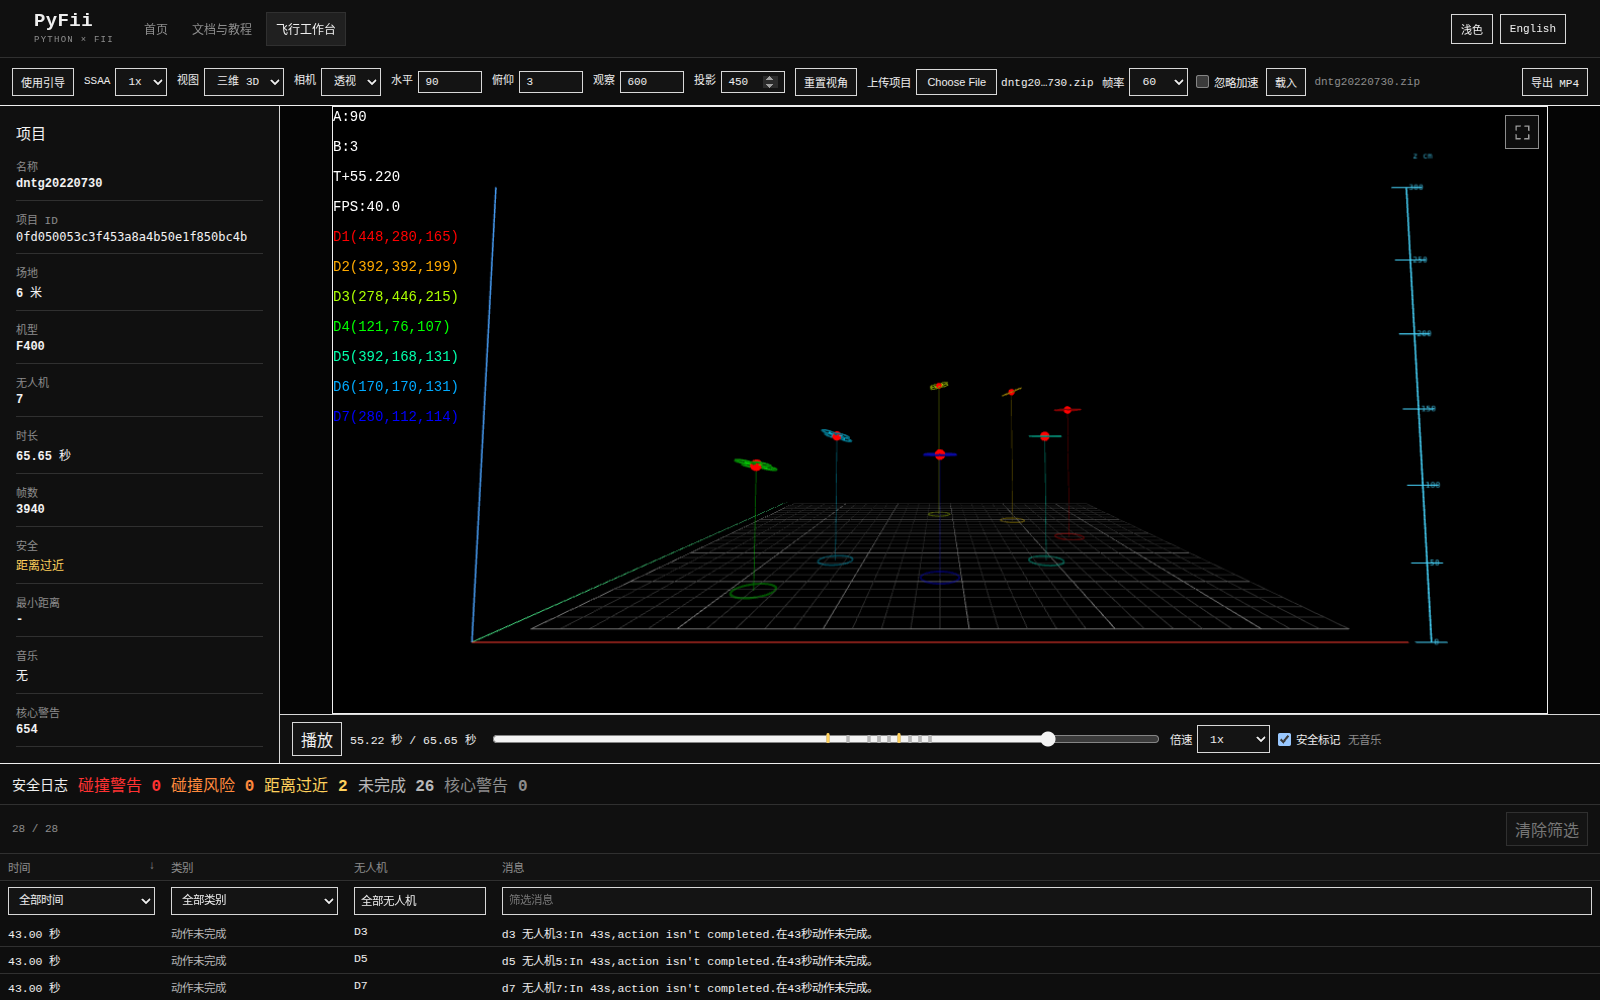 PyFii
PYTHON × FII
首页
文档与教程
飞行工作台
浅色
English
使用引导
SSAA 1x
视图 三维 3D
相机 透视
水平 90
俯仰 3
观察 600
投影 450
重置视角
上传项目 Choose File dntg20…730.zip
帧率 60
忽略加速
载入
dntg20220730.zip
导出 MP4
项目
名称
dntg20220730
项目 ID
0fd050053c3f453a8a4b50e1f850bc4b
场地
6 米
机型
F400
无人机
7
时长
65.65 秒
帧数
3940
安全
距离过近
最小距离
-
音乐
无
核心警告
654
A:90
B:3
T+55.220
FPS:40.0
D1(448,280,165)
D2(392,392,199)
D3(278,446,215)
D4(121,76,107)
D5(392,168,131)
D6(170,170,131)
D7(280,112,114)
z cm
300
250
200
150
100
50
0
播放
55.22 秒 / 65.65 秒
倍速 1x
安全标记
无音乐
安全日志 碰撞警告 0 碰撞风险 0 距离过近 2 未完成 26 核心警告 0
28 / 28
清除筛选
时间 ↓ 类别 无人机 消息
全部时间 全部类别 全部无人机 筛选消息
43.00 秒 动作未完成 D3 d3 无人机3:In 43s,action isn't completed.在43秒动作未完成。
43.00 秒 动作未完成 D5 d5 无人机5:In 43s,action isn't completed.在43秒动作未完成。
43.00 秒 动作未完成 D7 d7 无人机7:In 43s,action isn't completed.在43秒动作未完成。